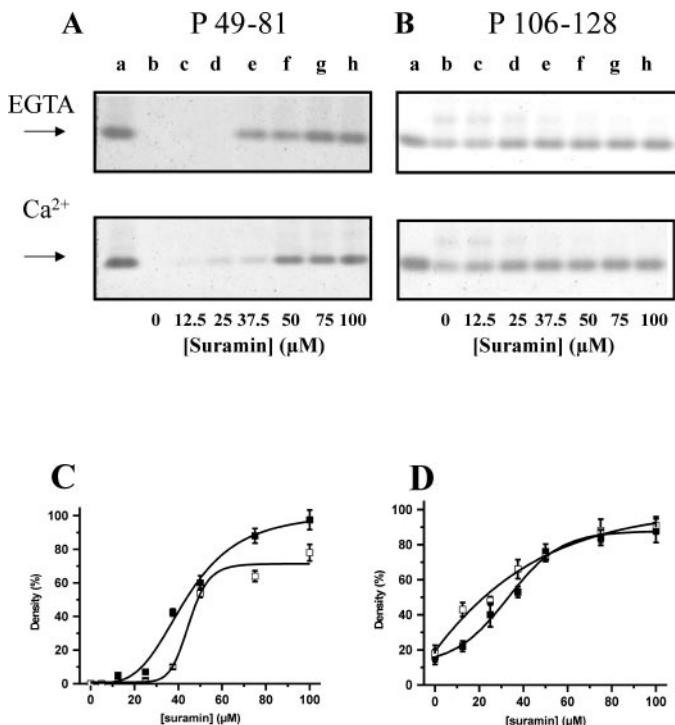 A P 49-81 B P 106-128
a b c d e f g h a b c d e f g h
EGTA
Ca²⁺
0 12.5 25 37.5 50 75 100 0 12.5 25 37.5 50 75 100
[Suramin] (µM) [Suramin] (µM)
C D
100 100
80 80
60 60
40 40
20 20
0 0
Density (%) Density (%)
0 20 40 60 80 100 0 20 40 60 80 100
[suramin] (µM) [suramin] (µM)